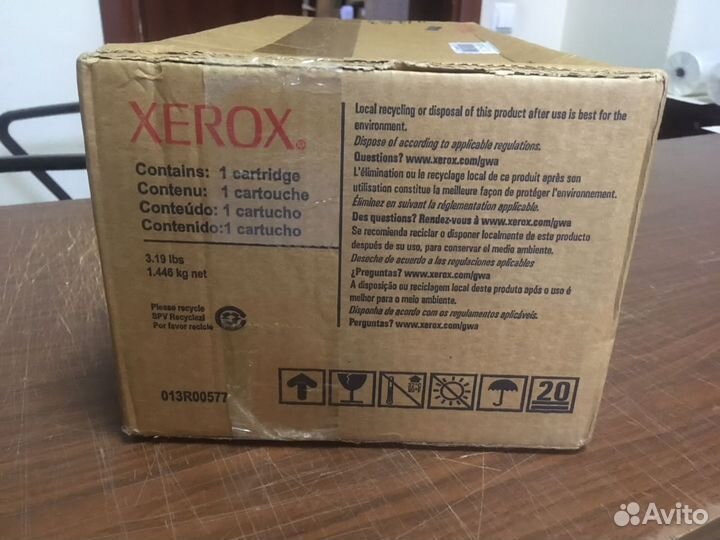 XEROX
Contains: 1 cartridge
Contenu: 1 cartouche
Conteúdo: 1 cartucho
Contenido:1 cartucho
3.19 lbs
1.446 kg net
Please recycle
SPV Recyclez!
Por favor recicle
013R00577
Local recycling or disposal of this product after use is best for the
environment.
Dispose of according to applicable regulations.
Questions? www.xerox.com/gwa
L'élimination ou le recyclage local de ce produit après son
utilisation constitue la meilleure façon de protéger l'environnement.
Éliminez en suivant la réglementation applicable.
Des questions? Rendez-vous à www.xerox.com/gwa
Se recomienda reciclar o disponer localmente de este producto
después de su uso, para conservar el medio ambiente.
Deseche de acuerdo a las regulaciones aplicables
¿Preguntas? www.xerox.com/gwa
A disposição ou reciclagem local deste produto após o uso é
melhor para o meio ambiente.
Disponha de acordo com os regulamentos aplicáveis.
Perguntas? www.xerox.com/gwa
20
Avito